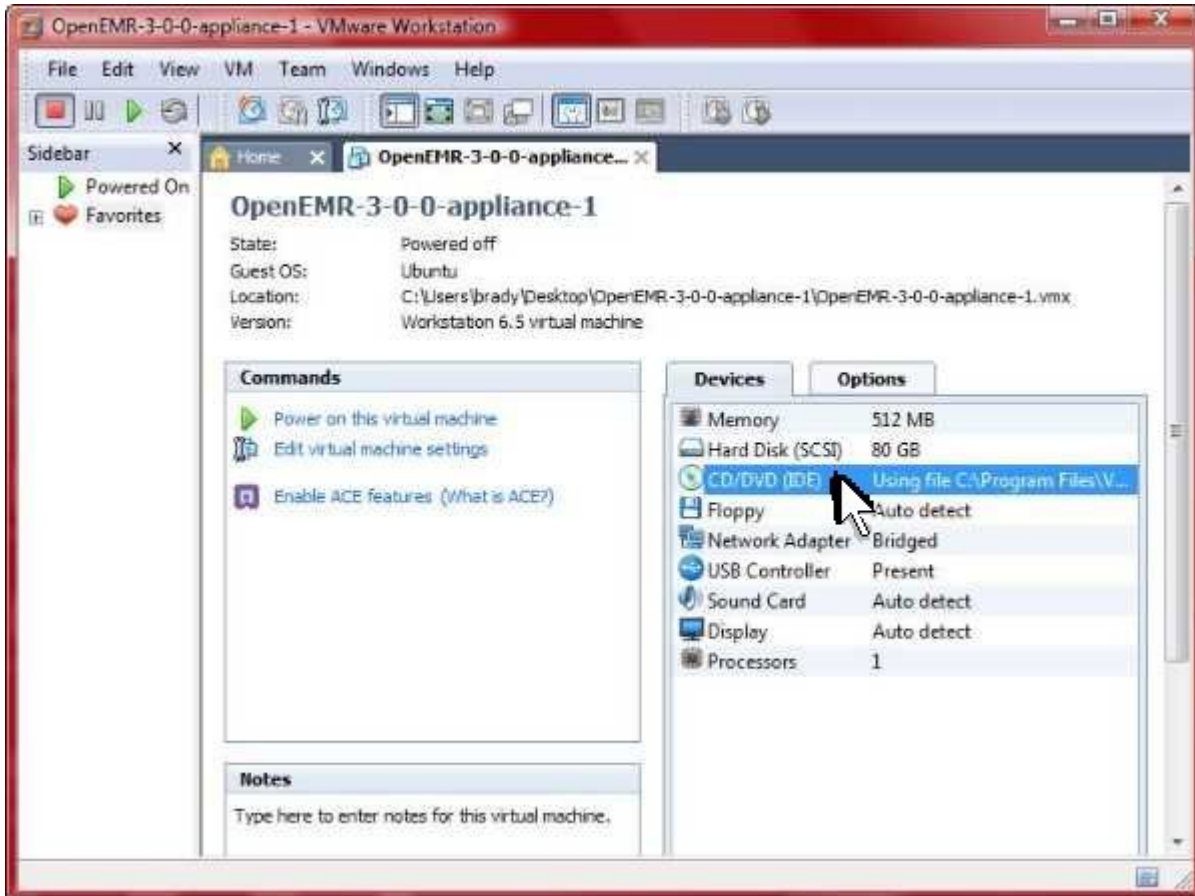 OpenEMR-3-0-0-appliance-1 - VMware Workstation
File Edit View VM Team Windows Help
Sidebar
Home
OpenEMR-3-0-0-appliance...
Powered On
Favorites
OpenEMR-3-0-0-appliance-1
State: Powered off
Guest OS: Ubuntu
Location: C:\Users\brady\Desktop\OpenEMR-3-0-0-appliance-1\OpenEMR-3-0-0-appliance-1.vmx
Version: Workstation 6.5 virtual machine
Commands
Power on this virtual machine
Edit virtual machine settings
Enable ACE features (What is ACE?)
Devices Options
Memory 512 MB
Hard Disk (SCSI) 80 GB
CD/DVD (IDE) Using file C:\Program Files\V...
Floppy Auto detect
Network Adapter Bridged
USB Controller Present
Sound Card Auto detect
Display Auto detect
Processors 1
Notes
Type here to enter notes for this virtual machine.